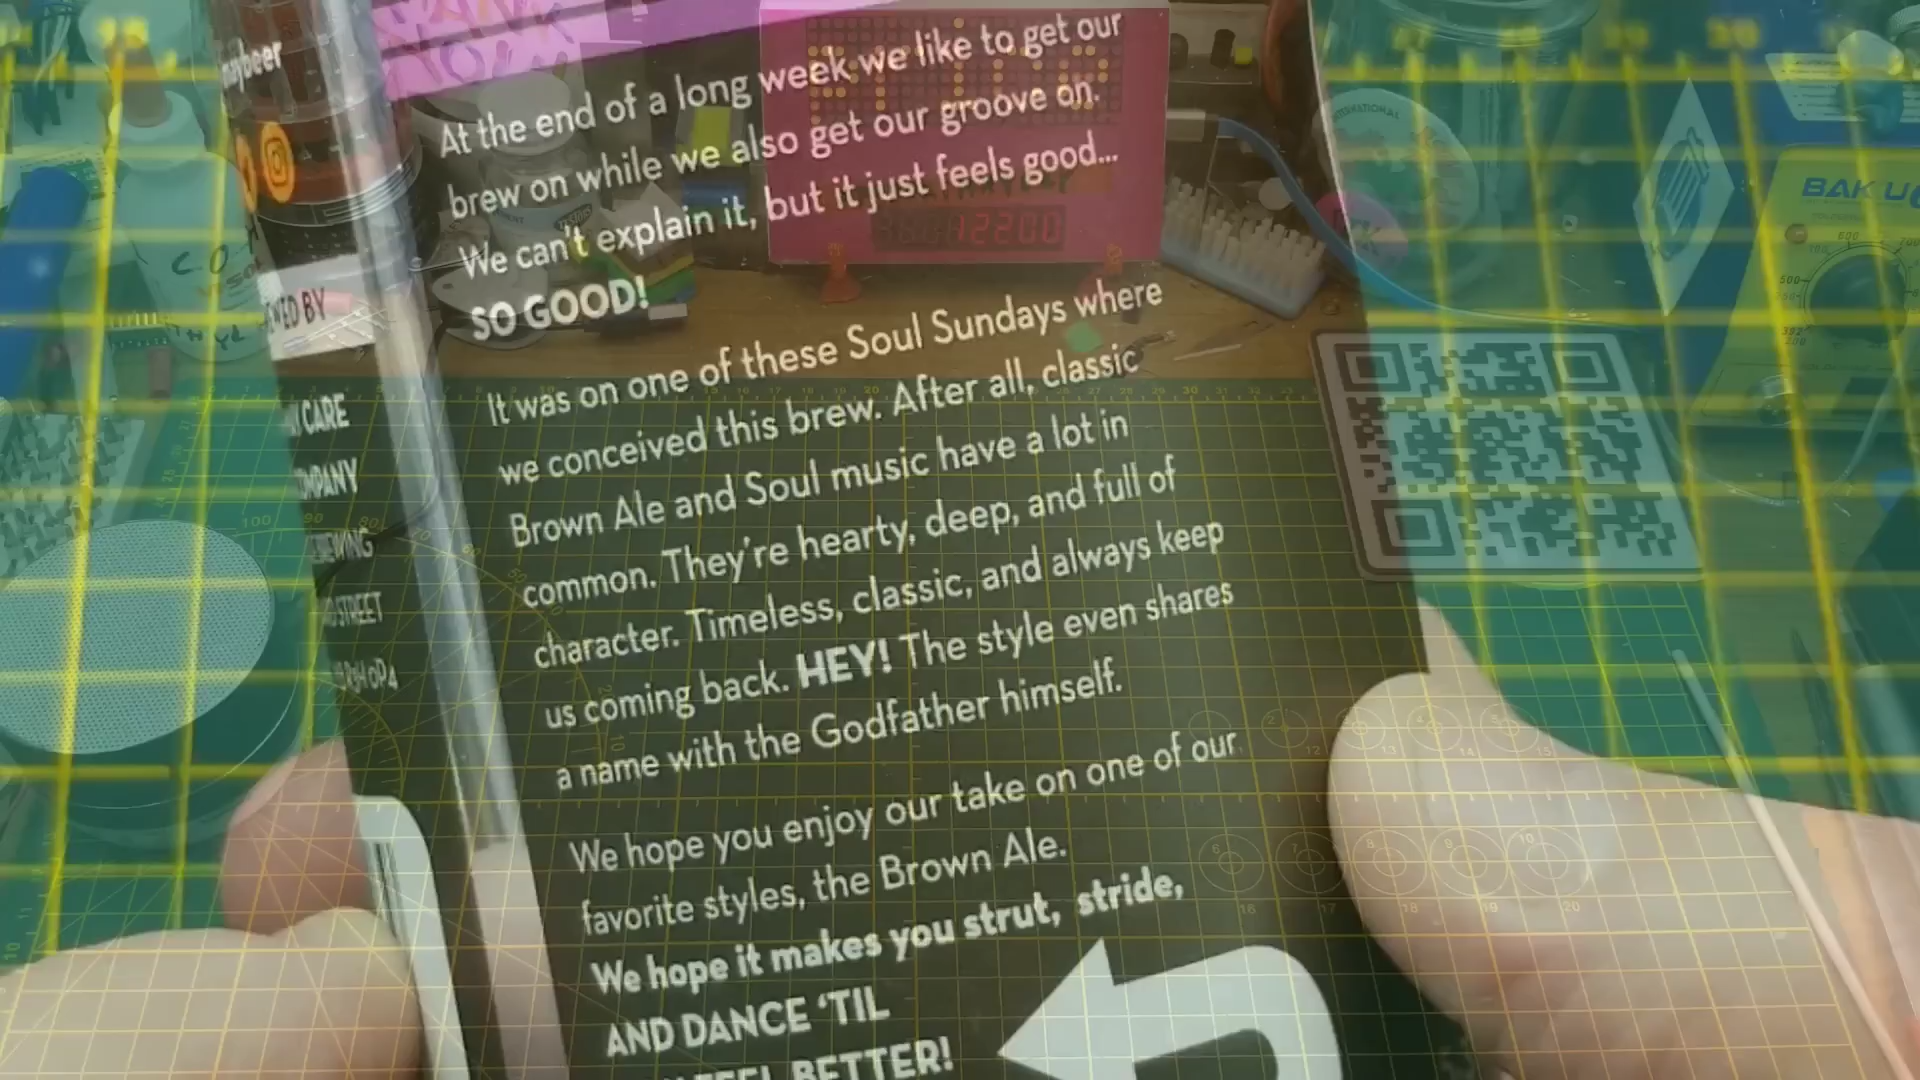 At the end of a long week we like to get our
brew on while we also get our groove on.
We can't explain it, but it just feels good...
SO GOOD!
It was on one of these Soul Sundays where
we conceived this brew. After all, classic
Brown Ale and Soul music have a lot in
common. They're hearty, deep, and full of
character. Timeless, classic, and always keep
us coming back. HEY! The style even shares
a name with the Godfather himself.
We hope you enjoy our take on one of our
favorite styles, the Brown Ale.
We hope it makes you strut, stride,
AND DANCE 'TIL
BETTER!
BY
CARE
STREET
12200
BAK